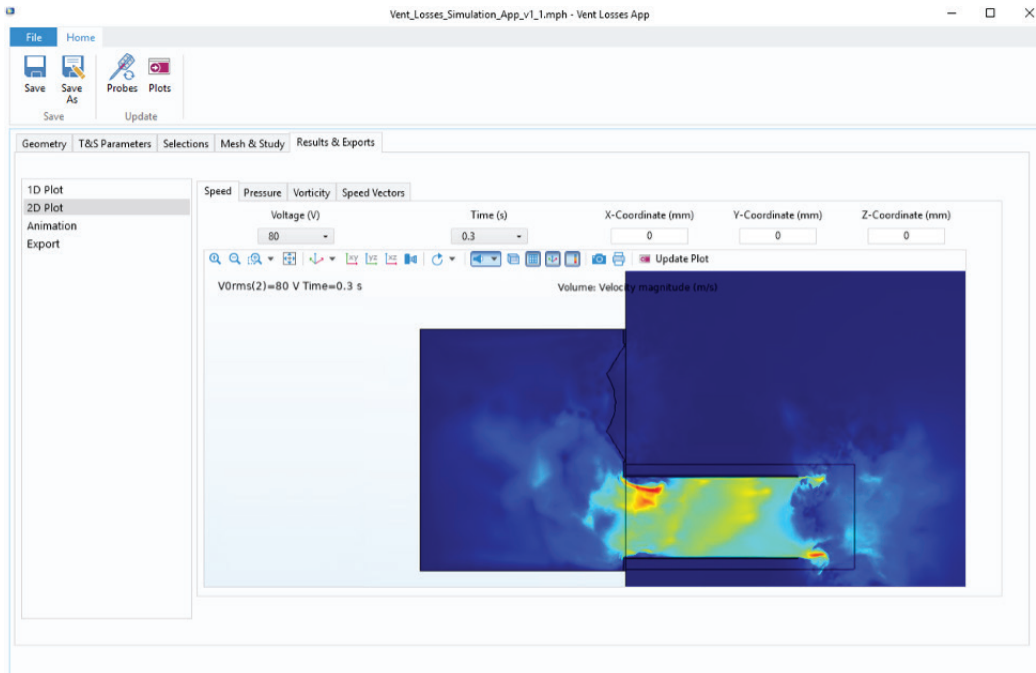 Vent_Losses_Simulation_App_v1_1.mph - Vent Losses App
File Home
Save Save As Probes Plots
Save Update
Geometry T&S Parameters Selections Mesh & Study Results & Exports
1D Plot
2D Plot
Animation
Export
Speed Pressure Vorticity Speed Vectors
Voltage (V) Time (s) X-Coordinate (mm) Y-Coordinate (mm) Z-Coordinate (mm)
80 0.3 0 0 0
xy yz xz Update Plot
V0rms(2)=80 V Time=0.3 s Volume: Velocity magnitude (m/s)